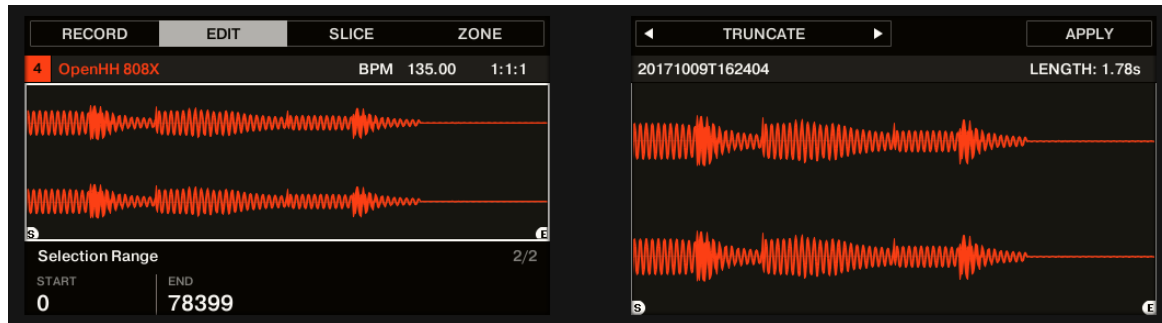 RECORD EDIT SLICE ZONE
4 OpenHH 808X BPM 135.00 1:1:1
S E
Selection Range 2/2
START END
0 78399
TRUNCATE APPLY
20171009T162404 LENGTH: 1.78s
S E